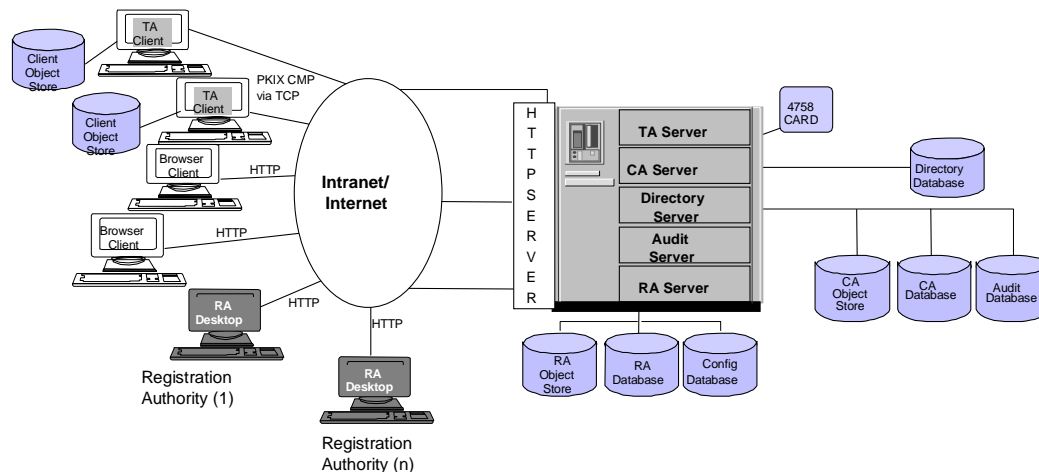 TA
Client
Client
Object
Store
PKIX CMP
via TCP
TA
Client
Client
Object
Store
Browser
Client
HTTP
Browser
Client
HTTP
RA
Desktop
HTTP
Registration
Authority (1)
HTTP
RA
Desktop
Registration
Authority (n)
Intranet/
Internet
H
T
T
P
S
E
R
V
E
R
TA Server
CA Server
Directory
Server
Audit
Server
RA Server
4758
CARD
Directory
Database
CA
Object
Store
CA
Database
Audit
Database
RA
Object
Store
RA
Database
Config
Database